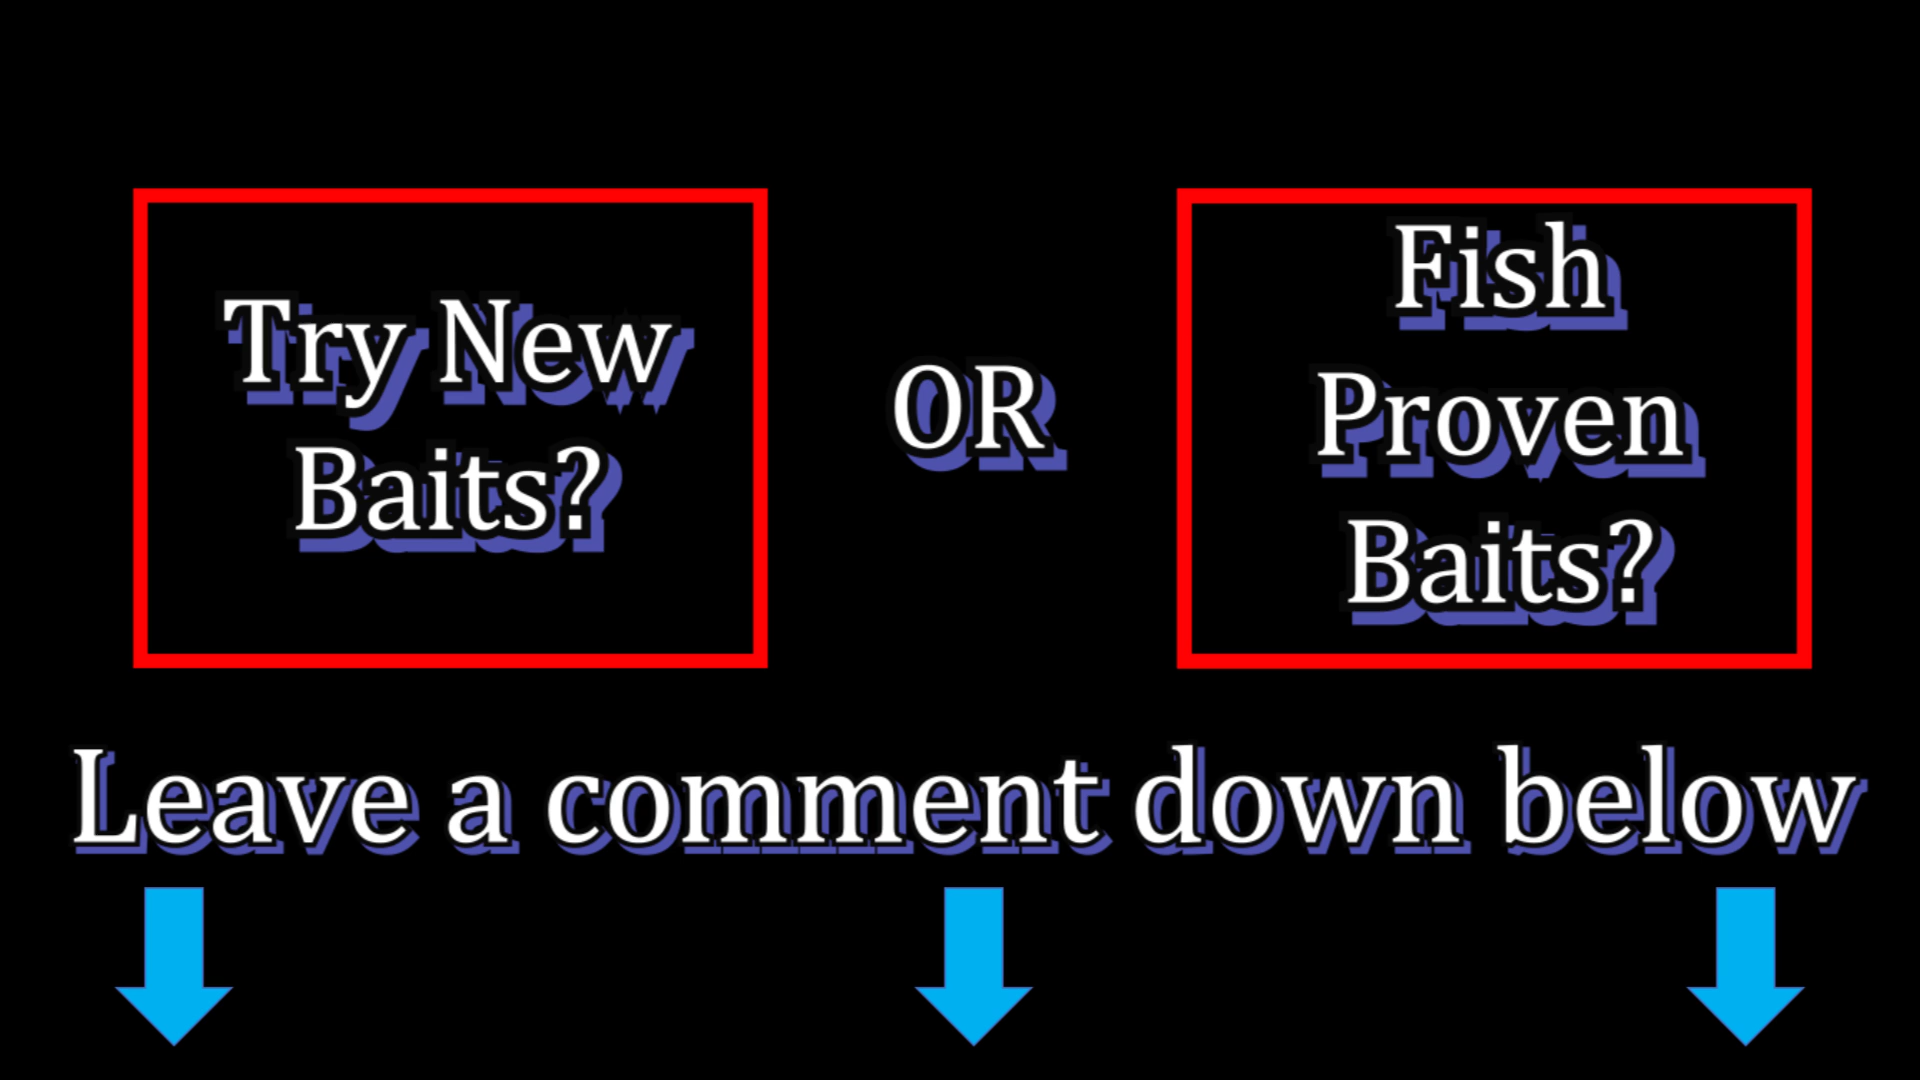 Try New
Baits?
OR
Fish
Proven
Baits?
Leave a comment down below